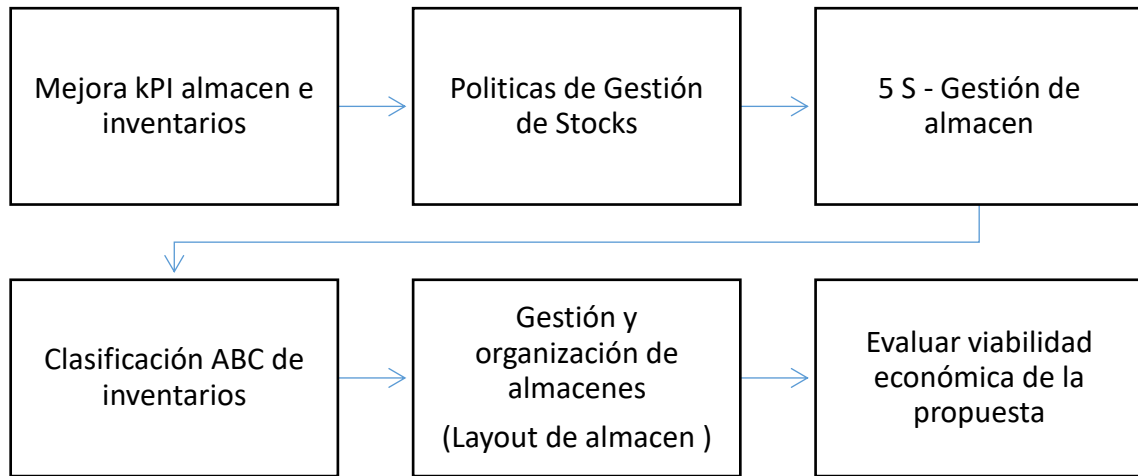 Mejora kPI almacen e
inventarios
Politicas de Gestión
de Stocks
5 S - Gestión de
almacen
Clasificación ABC de
inventarios
Gestión y
organización de
almacenes
(Layout de almacen )
Evaluar viabilidad
económica de la
propuesta